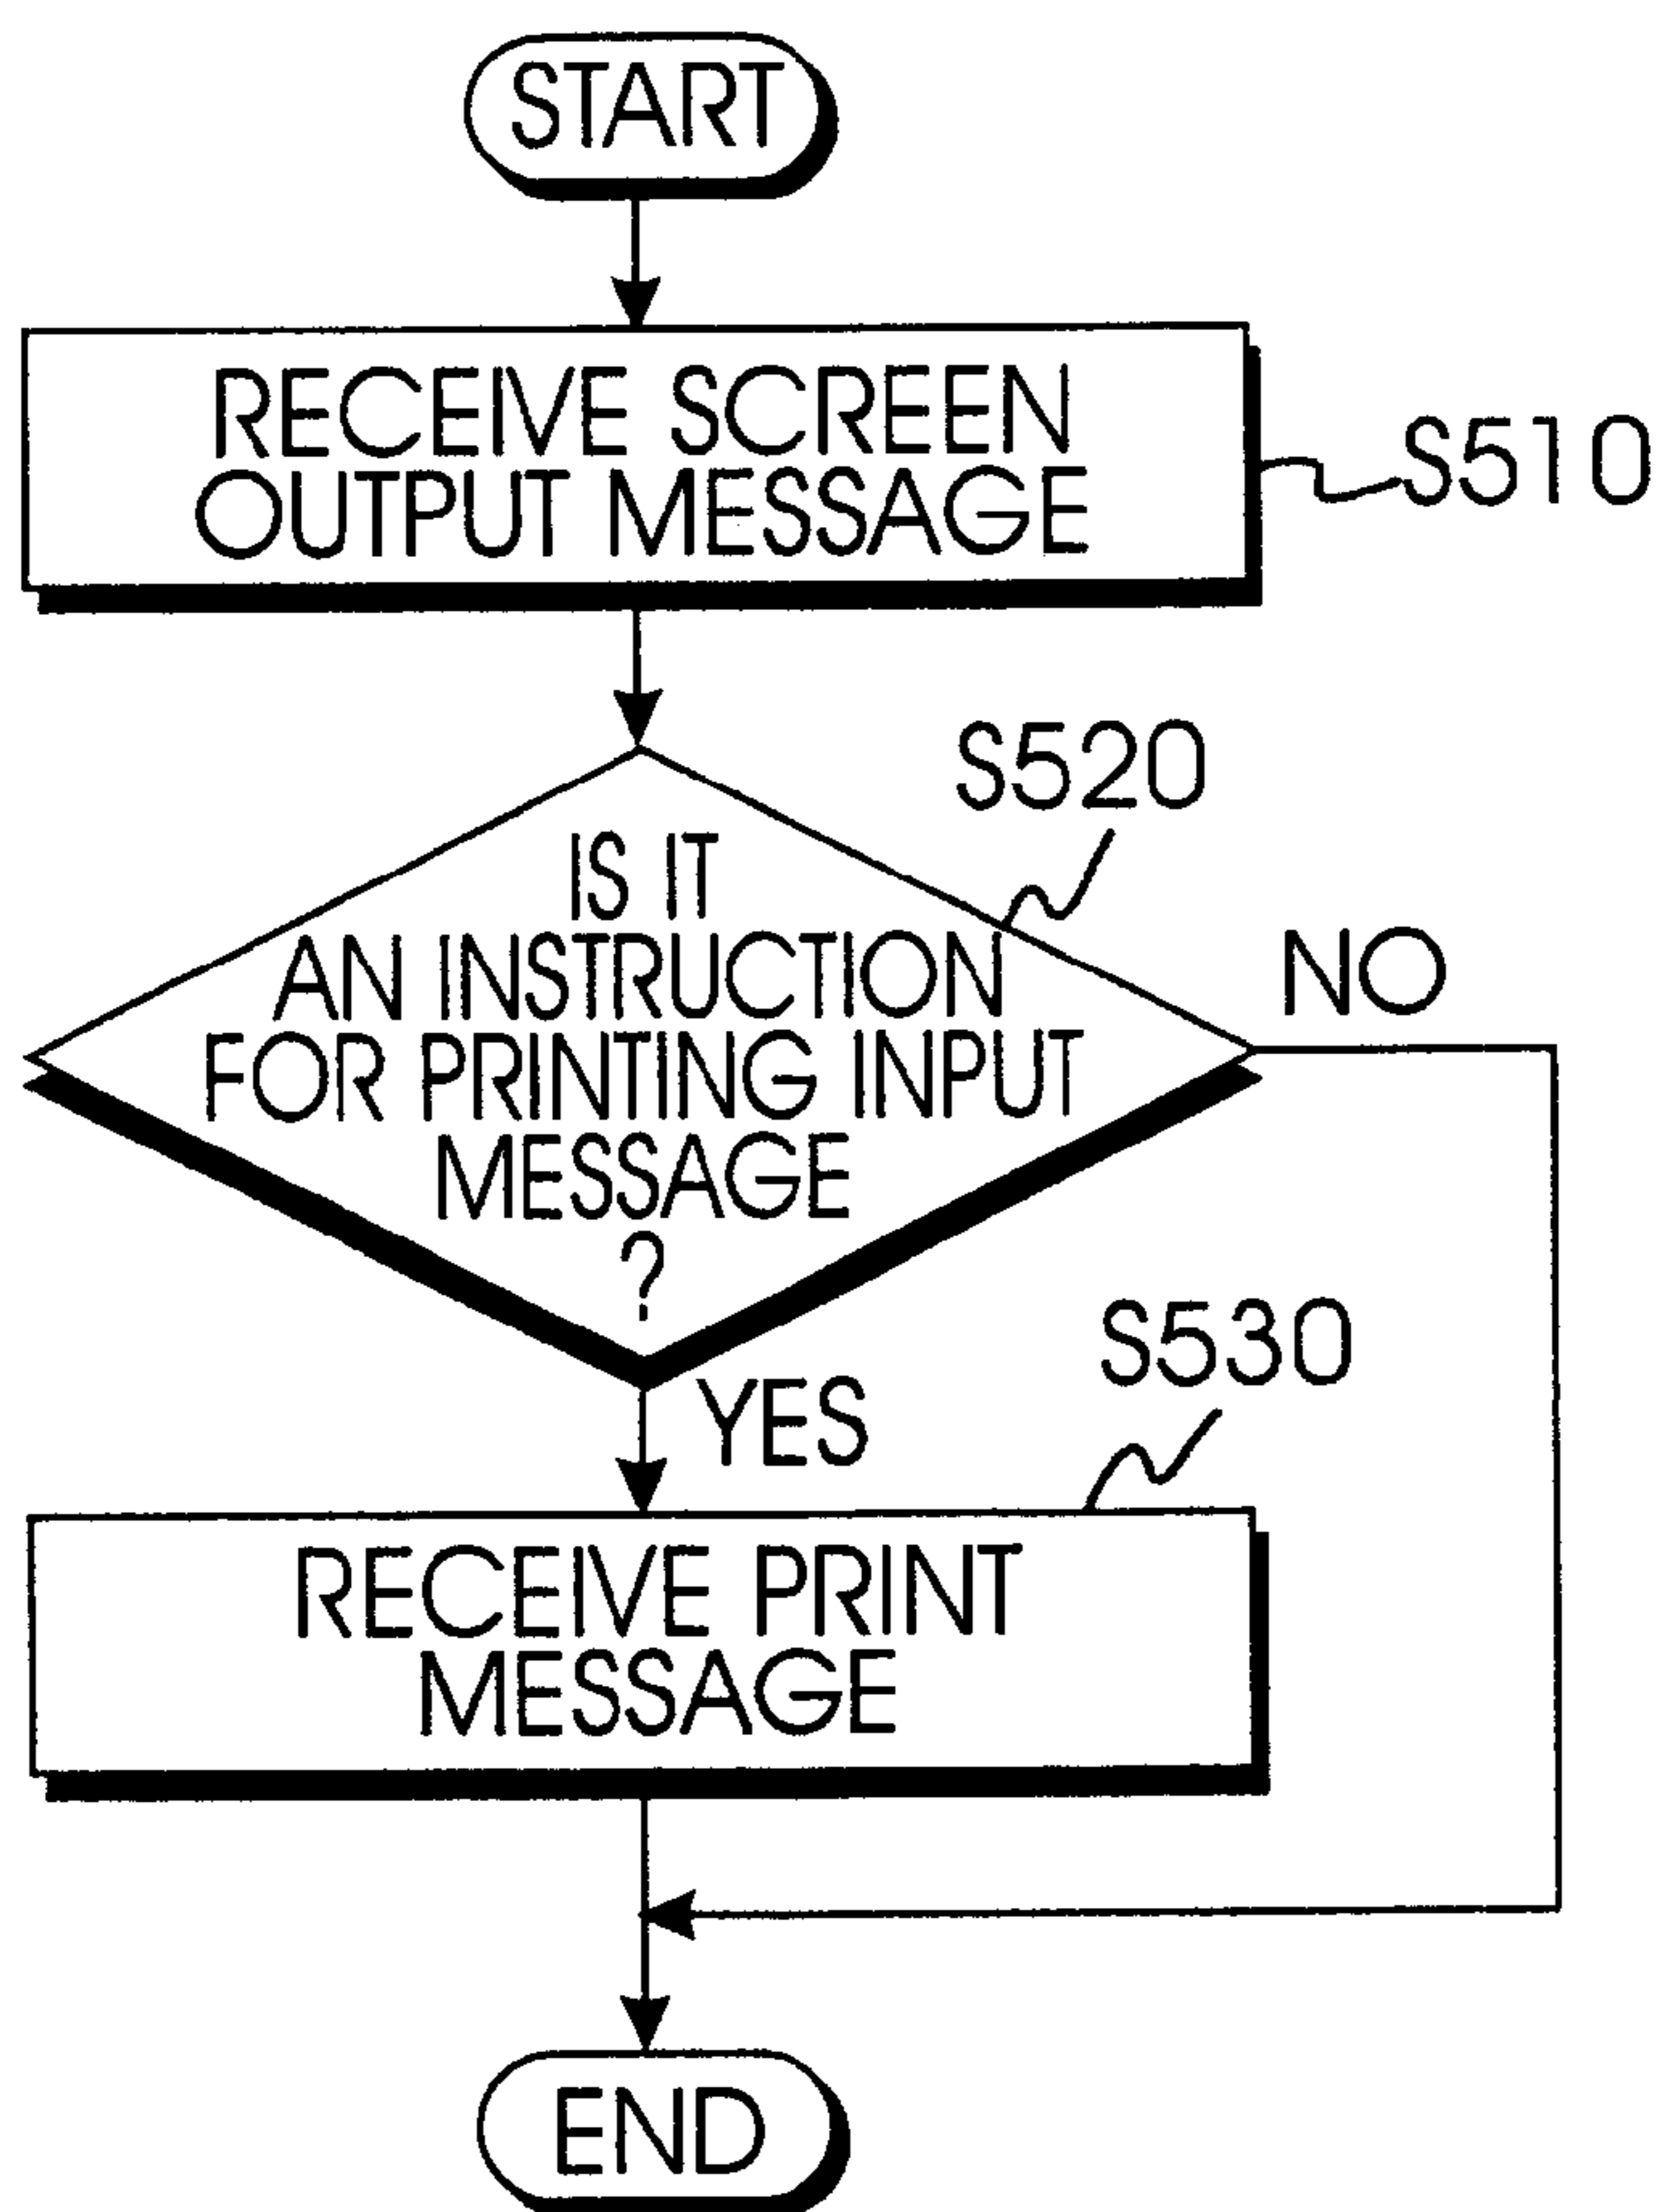 START
RECEIVE SCREEN
OUTPUT MESSAGE
S510
S520
IS IT
AN INSTRUCTION
FOR PRINTING INPUT
MESSAGE
?
NO
YES
S530
RECEIVE PRINT
MESSAGE
END